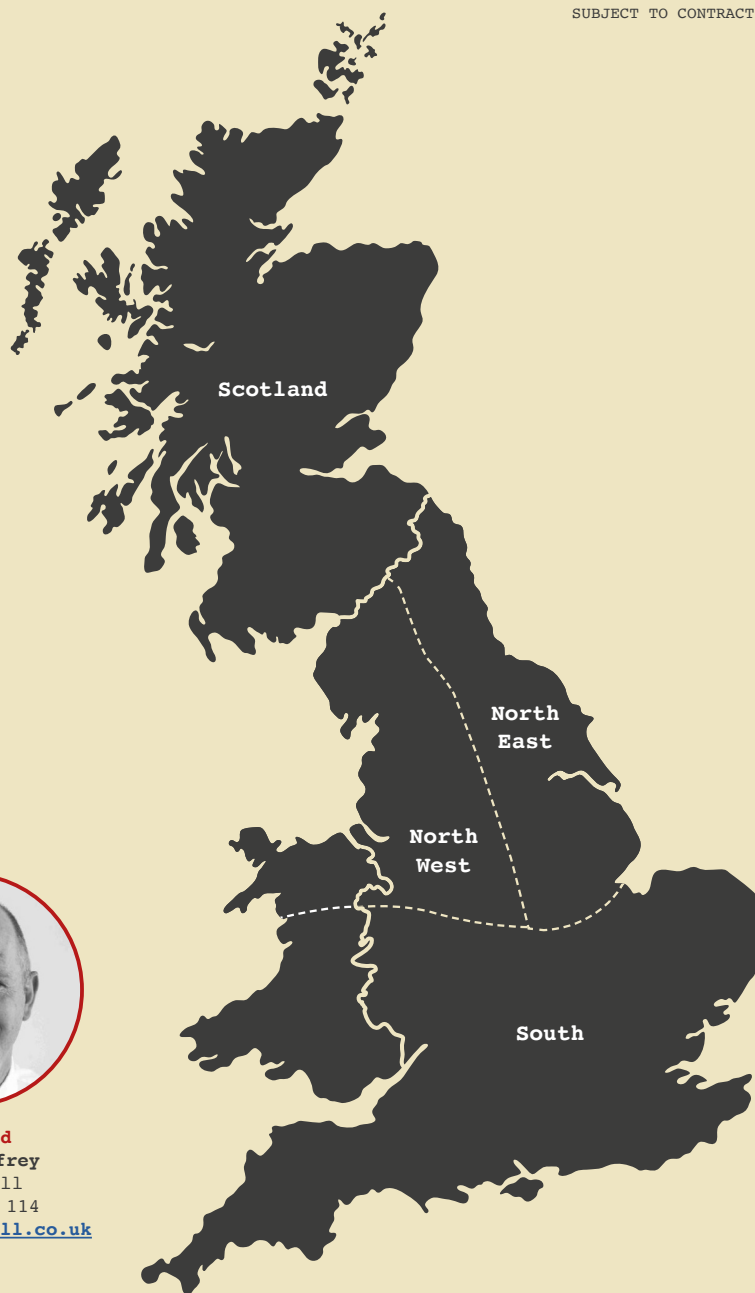 SUBJECT TO CONTRACT
Scotland
North
East
North
West
South
d
frey
ll
114
ll.co.uk